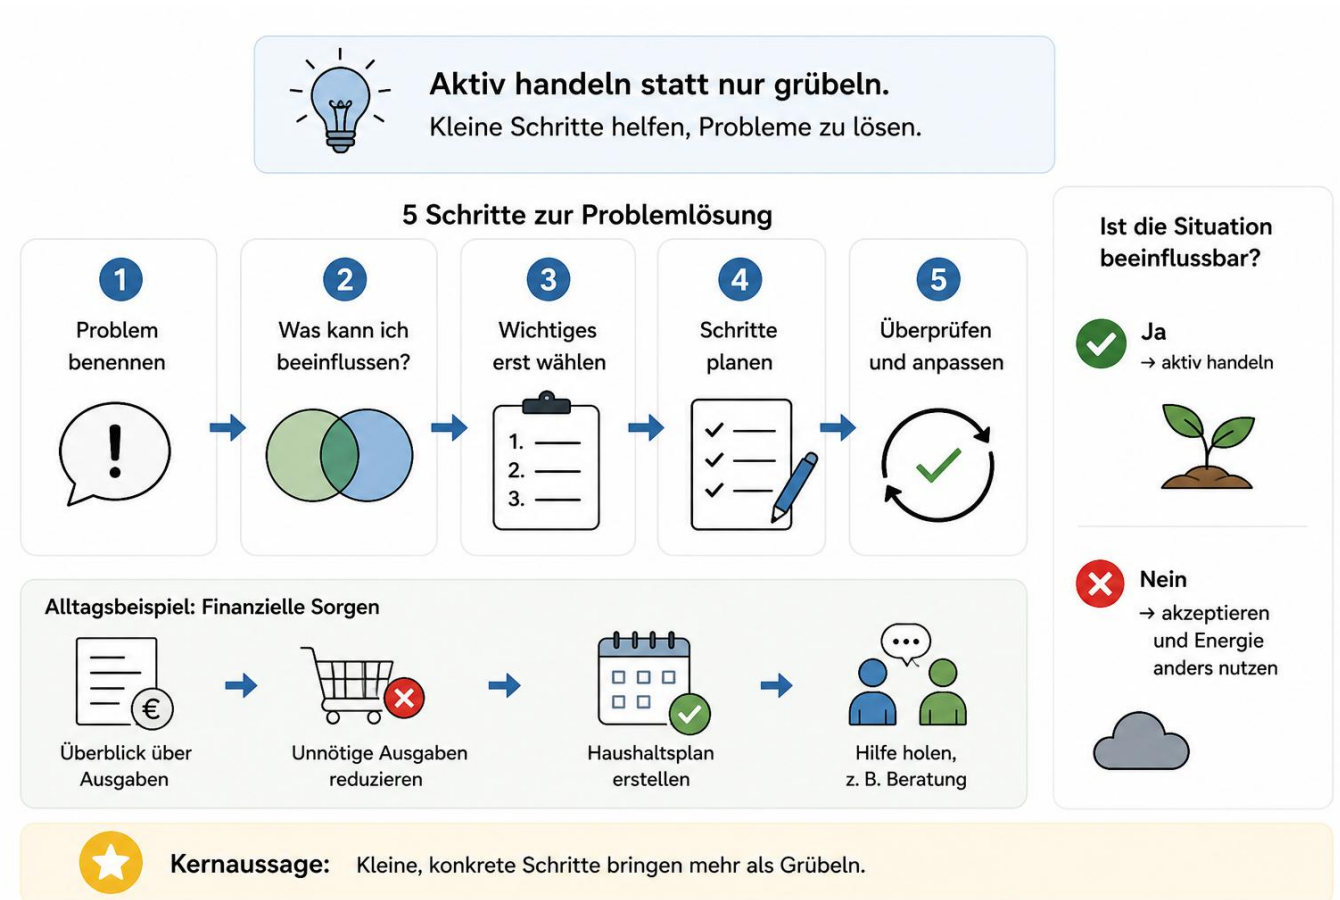 Aktiv handeln statt nur grübeln.
Kleine Schritte helfen, Probleme zu lösen.
5 Schritte zur Problemlösung
1
Problem
benennen
!
2
Was kann ich
beeinflussen?
3
Wichtiges
erst wählen
1.
2.
3.
4
Schritte
planen
5
Überprüfen
und anpassen
Ist die Situation
beeinflussbar?
Ja
→ aktiv handeln
Nein
→ akzeptieren
und Energie
anders nutzen
Alltagsbeispiel: Finanzielle Sorgen
€
Überblick über
Ausgaben
Unnötige Ausgaben
reduzieren
Haushaltsplan
erstellen
Hilfe holen,
z. B. Beratung
Kernaussage: Kleine, konkrete Schritte bringen mehr als Grübeln.